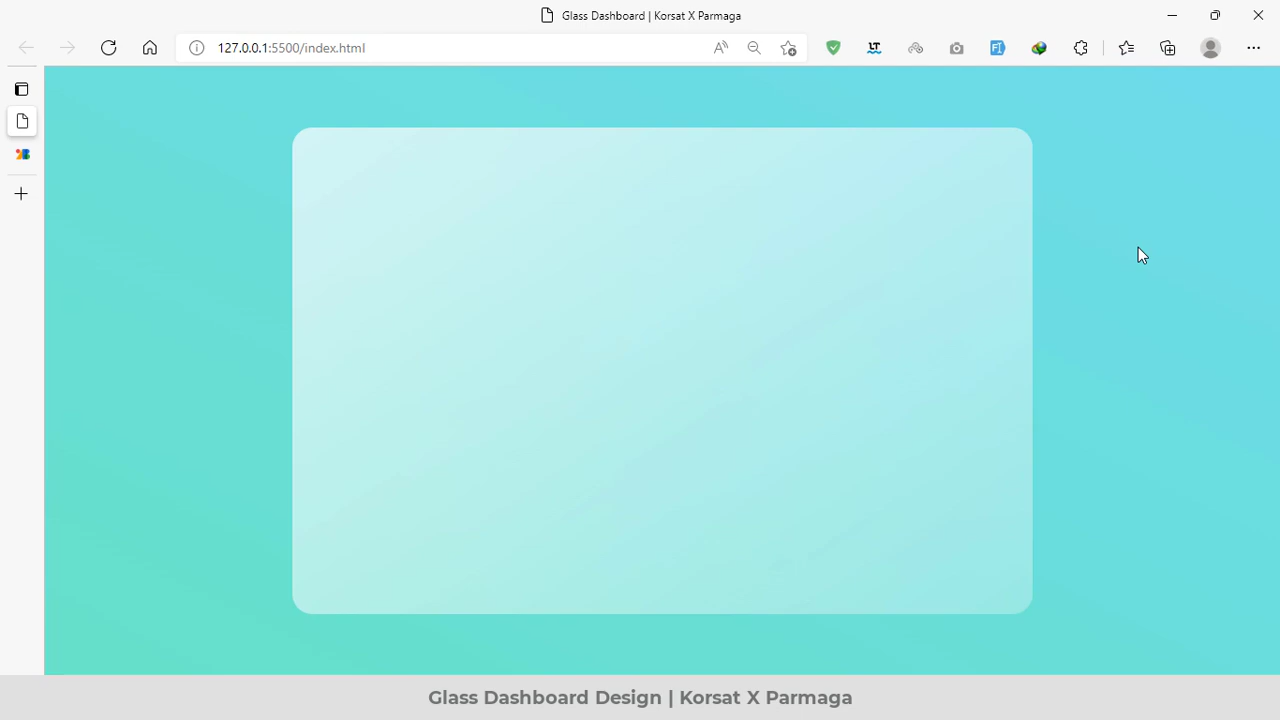 Glass Dashboard | Korsat X Parmaga
127.0.0.1:5500/index.html
Glass Dashboard Design | Korsat X Parmaga